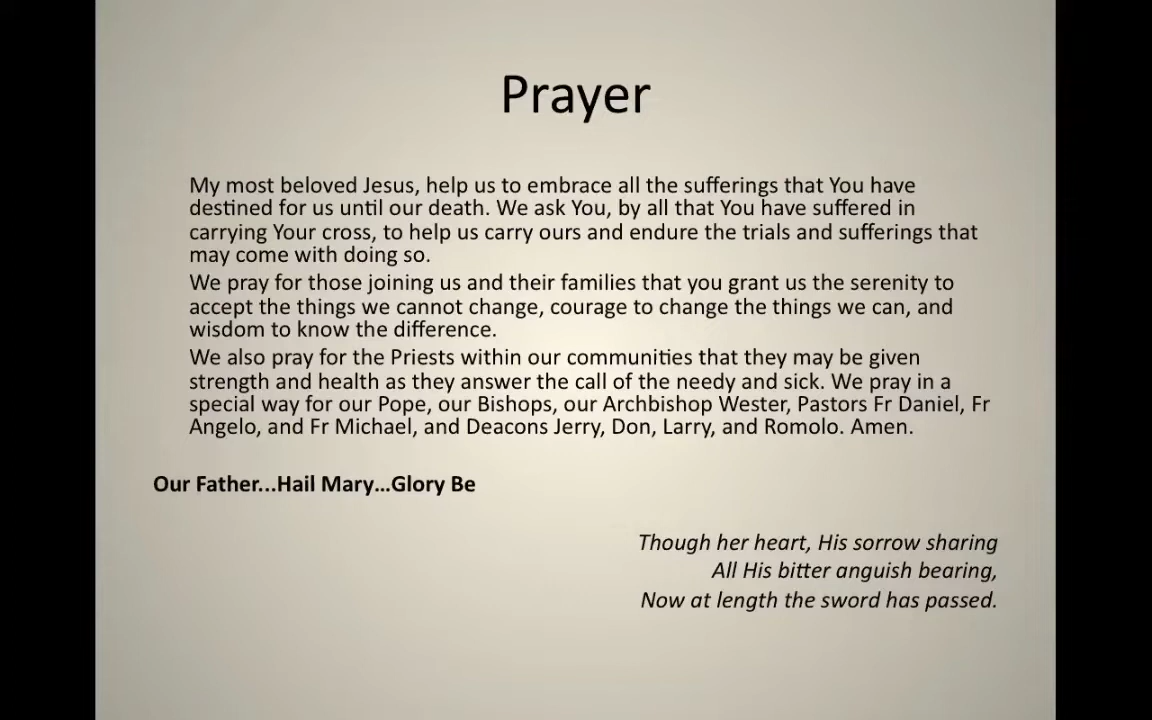 Prayer
My most beloved Jesus, help us to embrace all the sufferings that You have
destined for us until our death. We ask You, by all that You have suffered in
carrying Your cross, to help us carry ours and endure the trials and sufferings that
may come with doing so.
We pray for those joining us and their families that you grant us the serenity to
accept the things we cannot change, courage to change the things we can, and
wisdom to know the difference.
We also pray for the Priests within our communities that they may be given
strength and health as they answer the call of the needy and sick. We pray in a
special way for our Pope, our Bishops, our Archbishop Wester, Pastors Fr Daniel, Fr
Angelo, and Fr Michael, and Deacons Jerry, Don, Larry, and Romolo. Amen.
Our Father...Hail Mary...Glory Be
Though her heart, His sorrow sharing
All His bitter anguish bearing,
Now at length the sword has passed.